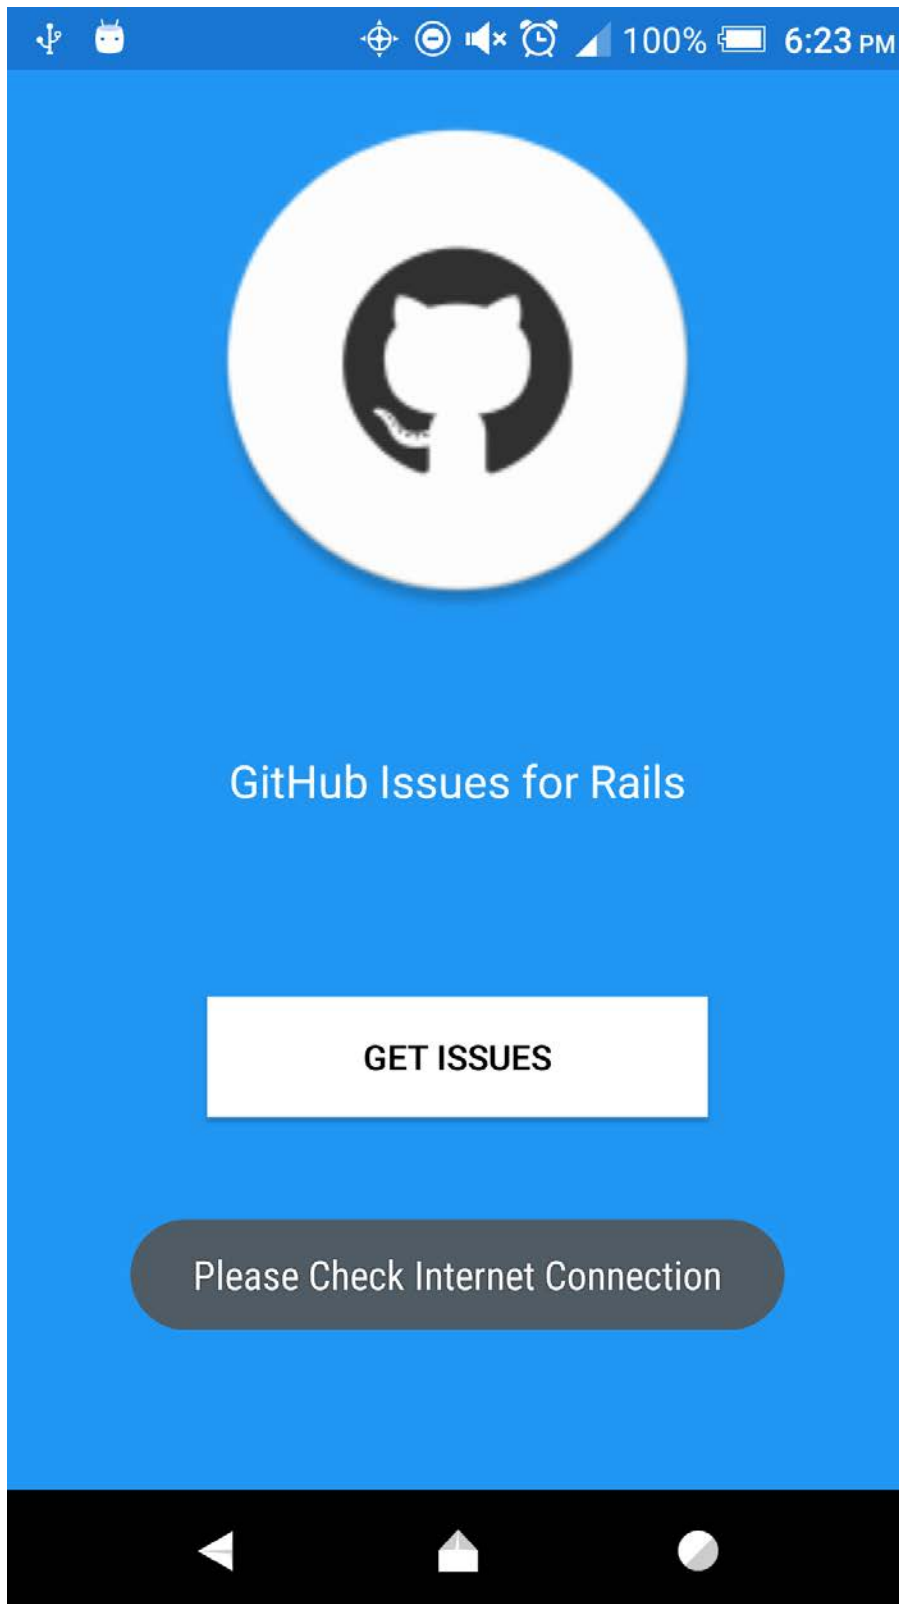 100% 6:23 PM
GitHub Issues for Rails
GET ISSUES
Please Check Internet Connection